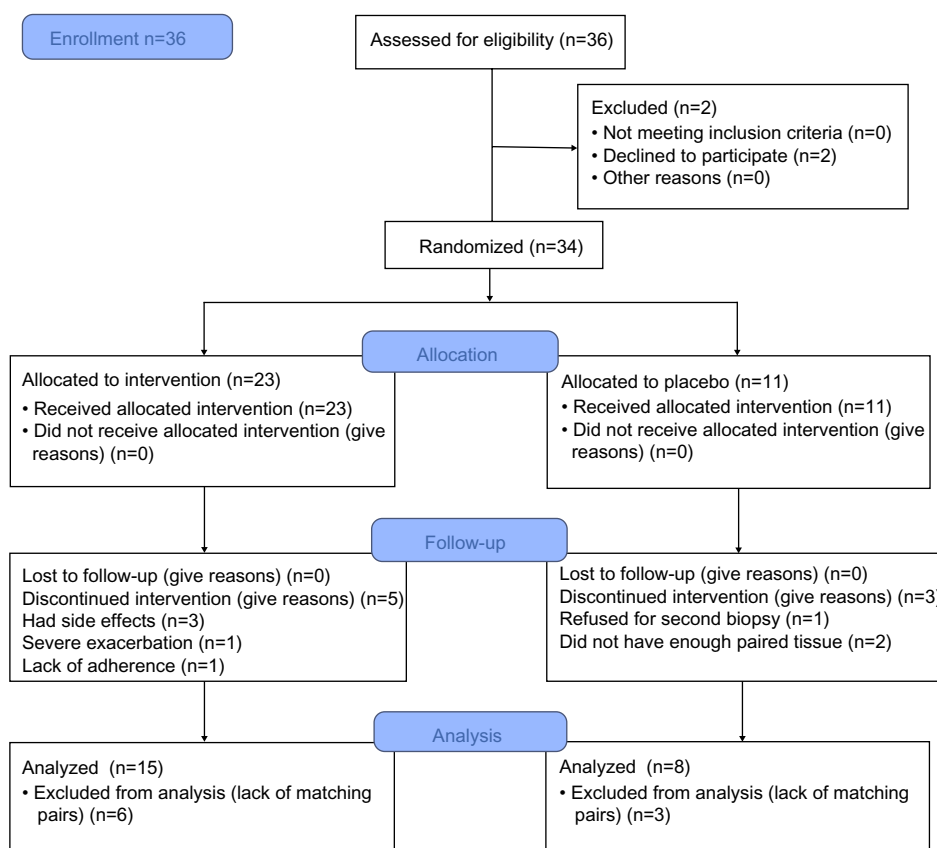 Enrollment n=36
Assessed for eligibility (n=36)
Excluded (n=2)
• Not meeting inclusion criteria (n=0)
• Declined to participate (n=2)
• Other reasons (n=0)
Randomized (n=34)
Allocation
Allocated to intervention (n=23)
• Received allocated intervention (n=23)
• Did not receive allocated intervention (give
reasons) (n=0)
Allocated to placebo (n=11)
• Received allocated intervention (n=11)
• Did not receive allocated intervention (give
reasons) (n=0)
Follow-up
Lost to follow-up (give reasons) (n=0)
Discontinued intervention (give reasons) (n=5)
Had side effects (n=3)
Severe exacerbation (n=1)
Lack of adherence (n=1)
Lost to follow-up (give reasons) (n=0)
Discontinued intervention (give reasons) (n=3)
Refused for second biopsy (n=1)
Did not have enough paired tissue (n=2)
Analysis
Analyzed (n=15)
• Excluded from analysis (lack of matching
pairs) (n=6)
Analyzed (n=8)
• Excluded from analysis (lack of matching
pairs) (n=3)